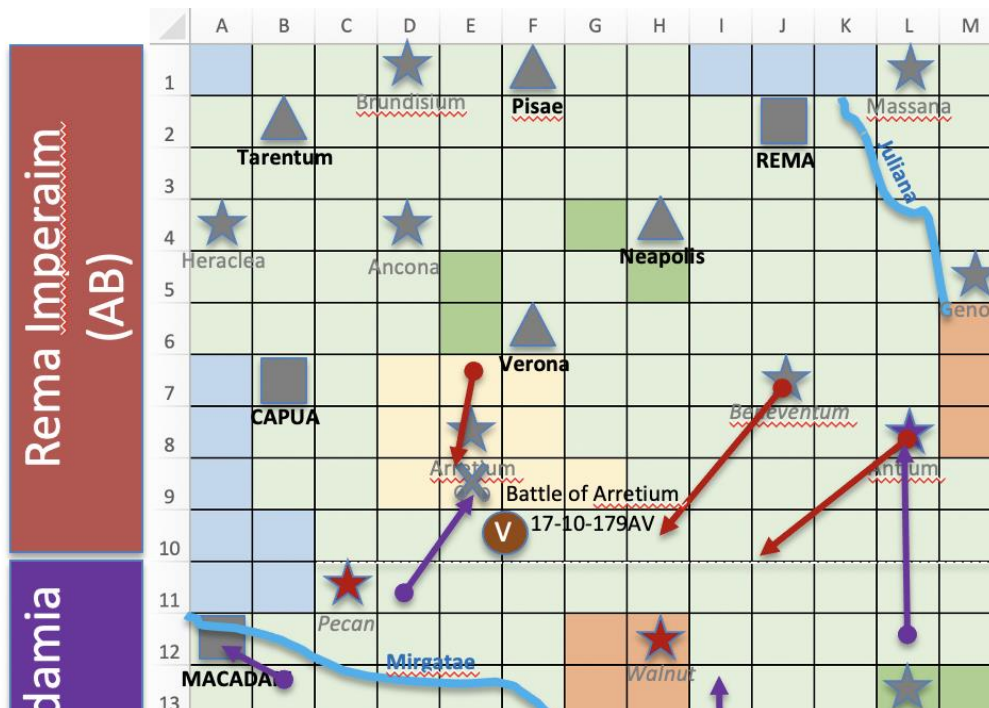 A B C D E F G H I J K L M
Rema Imperaim
(AB)
damia
1
Brundisium
Pisae
Massana
2
Tarentum
REMA
Juliana
3
4
Heraclea
Ancona
Neapolis
5
Geno
6
Verona
7
CAPUA
Beneventum
8
Arretium
Antium
9
Battle of Arretium
V
17-10-179AV
10
11
Pecan
12
MACADA
Mirgatae
Walnut
13